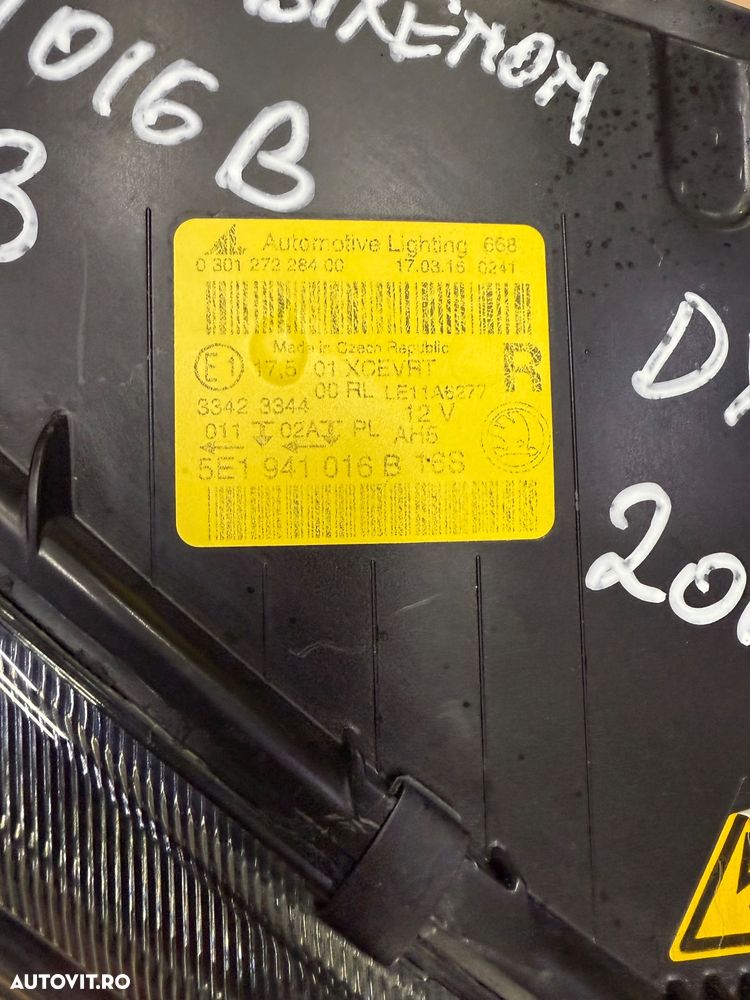 BIXENON
016 B
Automotive Lighting 668
0 301 272 284 00 17.03.15 0241
Made in Czech Republic
E1 17,5 01 XCEVRT R
00 RL LE11A6277
3342 3344 12 V
011 02A PL AH5
5E1 941 016 B 16S
AUTOVIT.RO